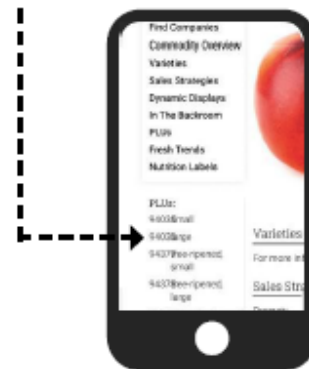 Find Companies
Commodity Overview
Varieties
Sales Strategies
Dynamic Displays
In The Backroom
PLUs
Fresh Trends
Nutrition Labels
PLUs:
small
large
tree-ripened,
small
tree-ripened,
large
Varieties
For more inf
Sales Stra